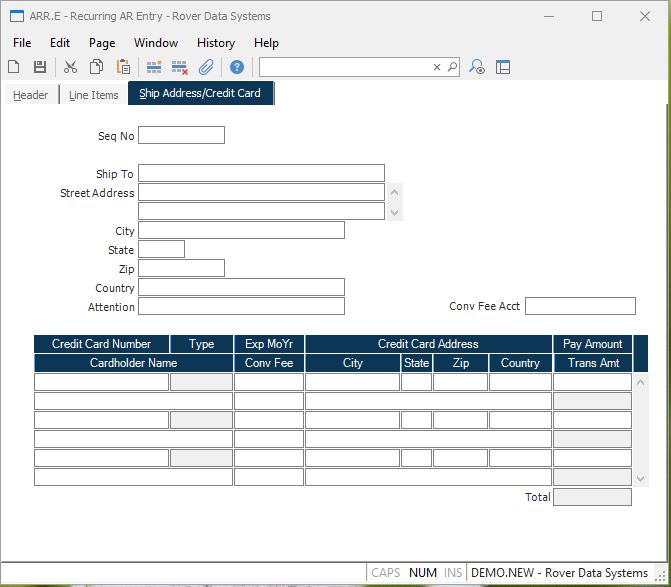 ARR.E - Recurring AR Entry - Rover Data Systems
File Edit Page Window History Help
Header Line Items Ship Address/Credit Card
Seq No
Ship To
Street Address
City
State
Zip
Country
Attention Conv Fee Acct
Credit Card Number Type Exp MoYr Credit Card Address Pay Amount
Cardholder Name Conv Fee City State Zip Country Trans Amt
Total
CAPS NUM INS DEMO.NEW - Rover Data Systems